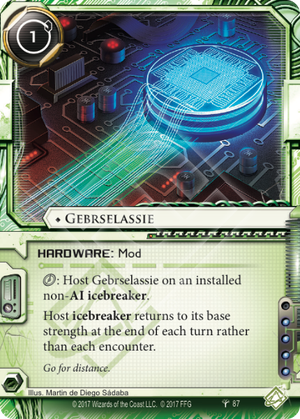 1
♦ GEBRSELASSIE
HARDWARE: Mod
: Host Gebrselassie on an installed
non-AI icebreaker.
Host icebreaker returns to its base
strength at the end of each turn rather
than each encounter.
Go for distance.
Illus. Martin de Diego Sádaba
© 2017 Wizards of the Coast LLC. © 2017 FFG 87